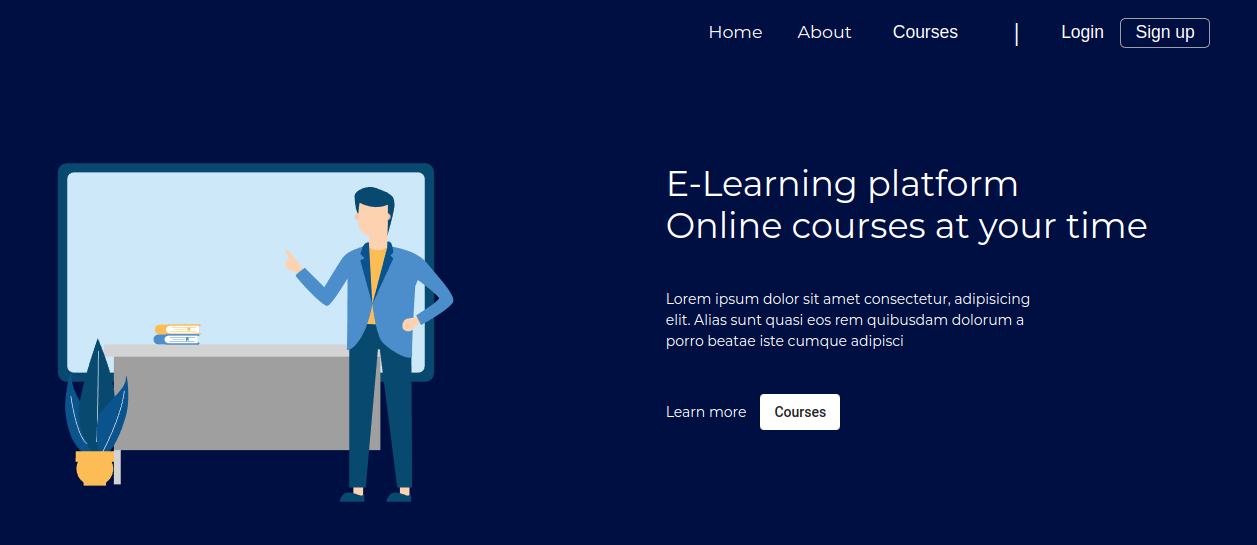 Home About Courses | Login Sign up
E-Learning platform
Online courses at your time
Lorem ipsum dolor sit amet consectetur, adipisicing
elit. Alias sunt quasi eos rem quibusdam dolorum a
porro beatae iste cumque adipisci
Learn more Courses